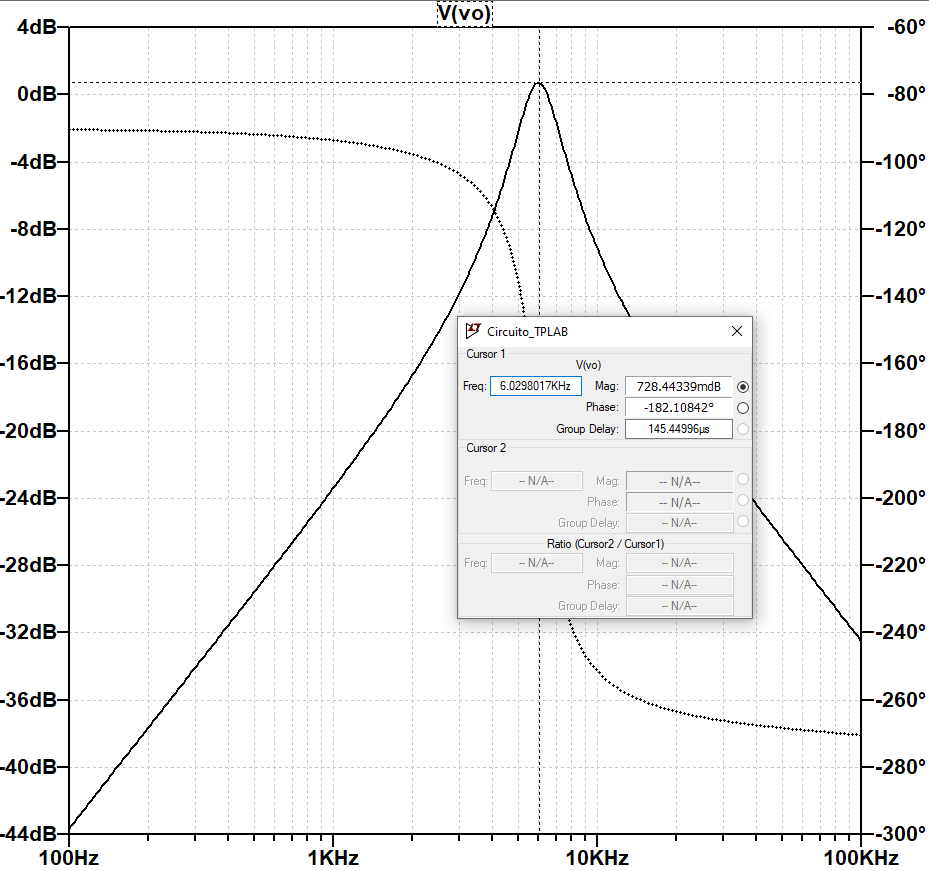 V(vo)
4dB
0dB
-4dB
-8dB
-12dB
-16dB
-20dB
-24dB
-28dB
-32dB
-36dB
-40dB
-44dB
-60°
-80°
-100°
-120°
-140°
-160°
-180°
-200°
-220°
-240°
-260°
-280°
-300°
100Hz 1KHz 10KHz 100KHz
Circuito_TPLAB
Cursor 1
V(vo)
Freq: 6.0298017KHz Mag: 728.44339mdB
Phase: -182.10842°
Group Delay: 145.44996µs
Cursor 2
Freq: -- N/A-- Mag: -- N/A--
Phase: -- N/A--
Group Delay: -- N/A--
Ratio (Cursor2 / Cursor1)
Freq: -- N/A-- Mag: -- N/A--
Phase: -- N/A--
Group Delay: -- N/A--